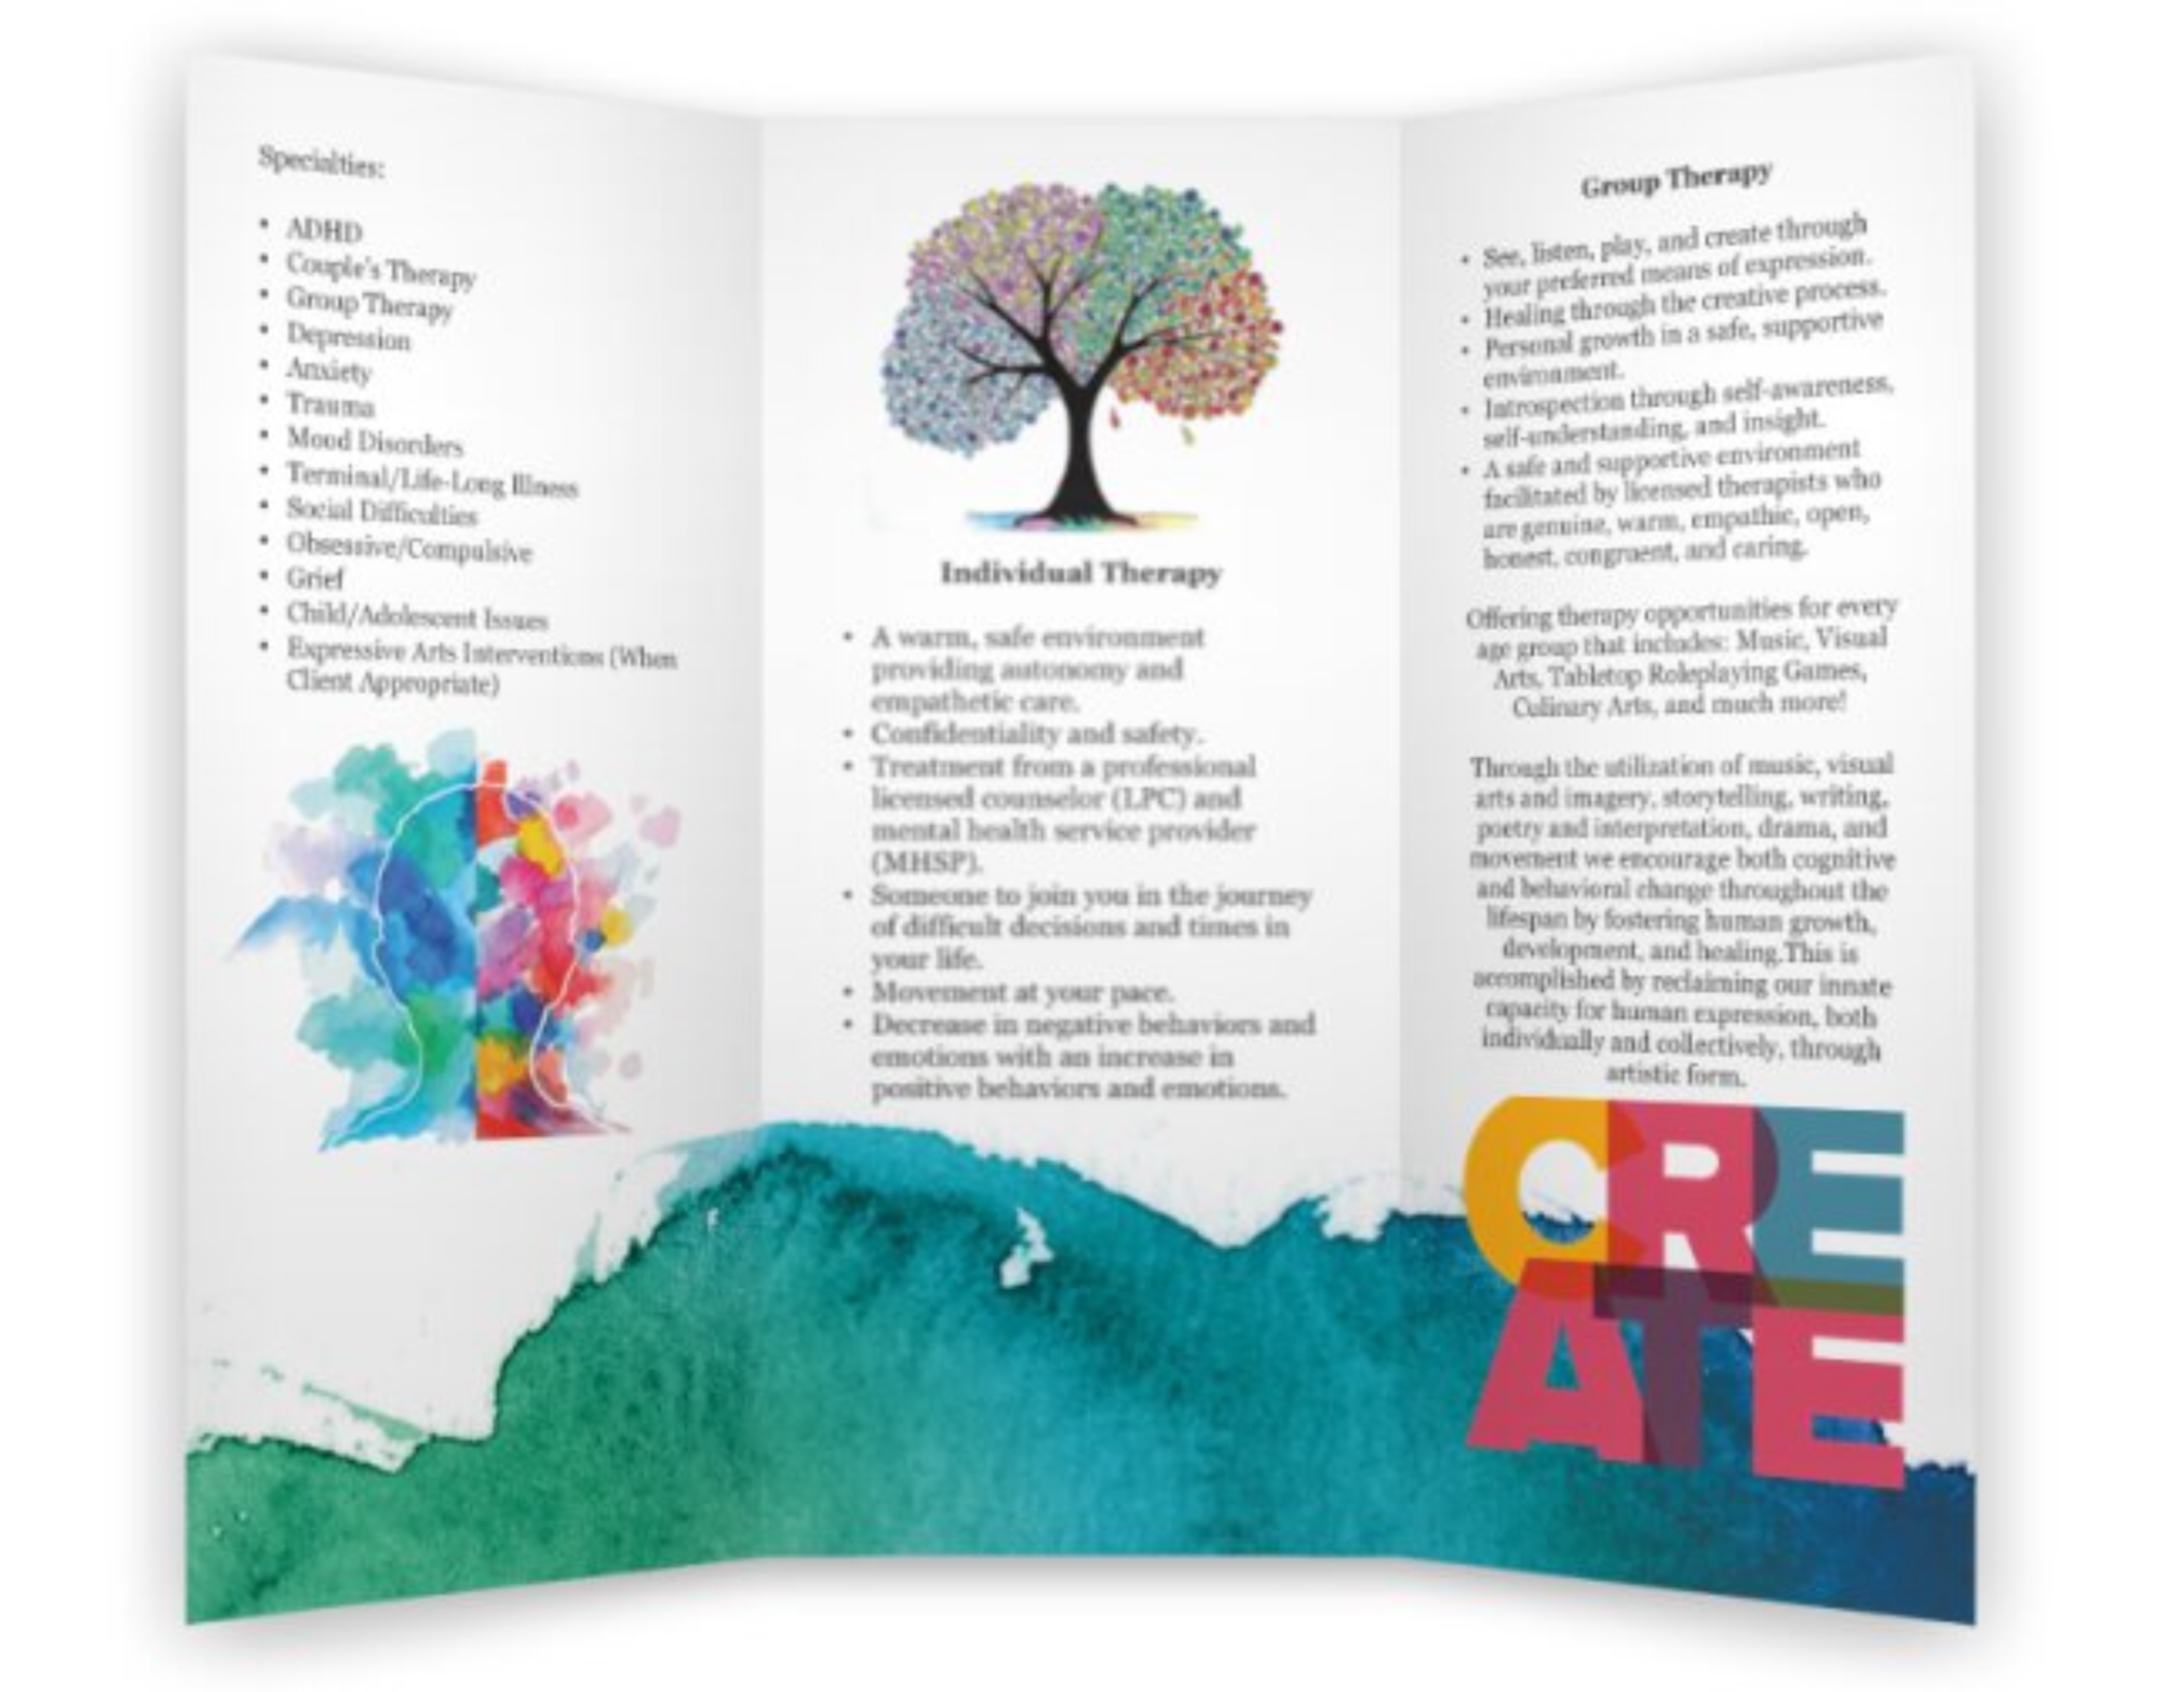 Specialties:
• ADHD
• Couple's Therapy
• Group Therapy
• Depression
• Anxiety
• Trauma
• Mood Disorders
• Terminal/Life-Long Illness
• Social Difficulties
• Obsessive/Compulsive
• Grief
• Child/Adolescent Issues
• Expressive Arts Interventions (When
Client Appropriate)
Individual Therapy
• A warm, safe environment
providing autonomy and
empathetic care.
• Confidentiality and safety.
• Treatment from a professional
licensed counselor (LPC) and
mental health service provider
(MHSP).
• Someone to join you in the journey
of difficult decisions and times in
your life.
• Movement at your pace.
• Decrease in negative behaviors and
emotions with an increase in
positive behaviors and emotions.
Group Therapy
• See, listen, play, and create through
your preferred means of expression.
• Healing through the creative process.
• Personal growth in a safe, supportive
environment.
• Introspection through self-awareness,
self-understanding, and insight.
• A safe and supportive environment
facilitated by licensed therapists who
are genuine, warm, empathic, open,
honest, congruent, and caring.
Offering therapy opportunities for every
age group that includes: Music, Visual
Arts, Tabletop Roleplaying Games,
Culinary Arts, and much more!
Through the utilization of music, visual
arts and imagery, storytelling, writing,
poetry and interpretation, drama, and
movement we encourage both cognitive
and behavioral change throughout the
lifespan by fostering human growth,
development, and healing.This is
accomplished by reclaiming our innate
capacity for human expression, both
individually and collectively, through
artistic form.
CRE
ATE